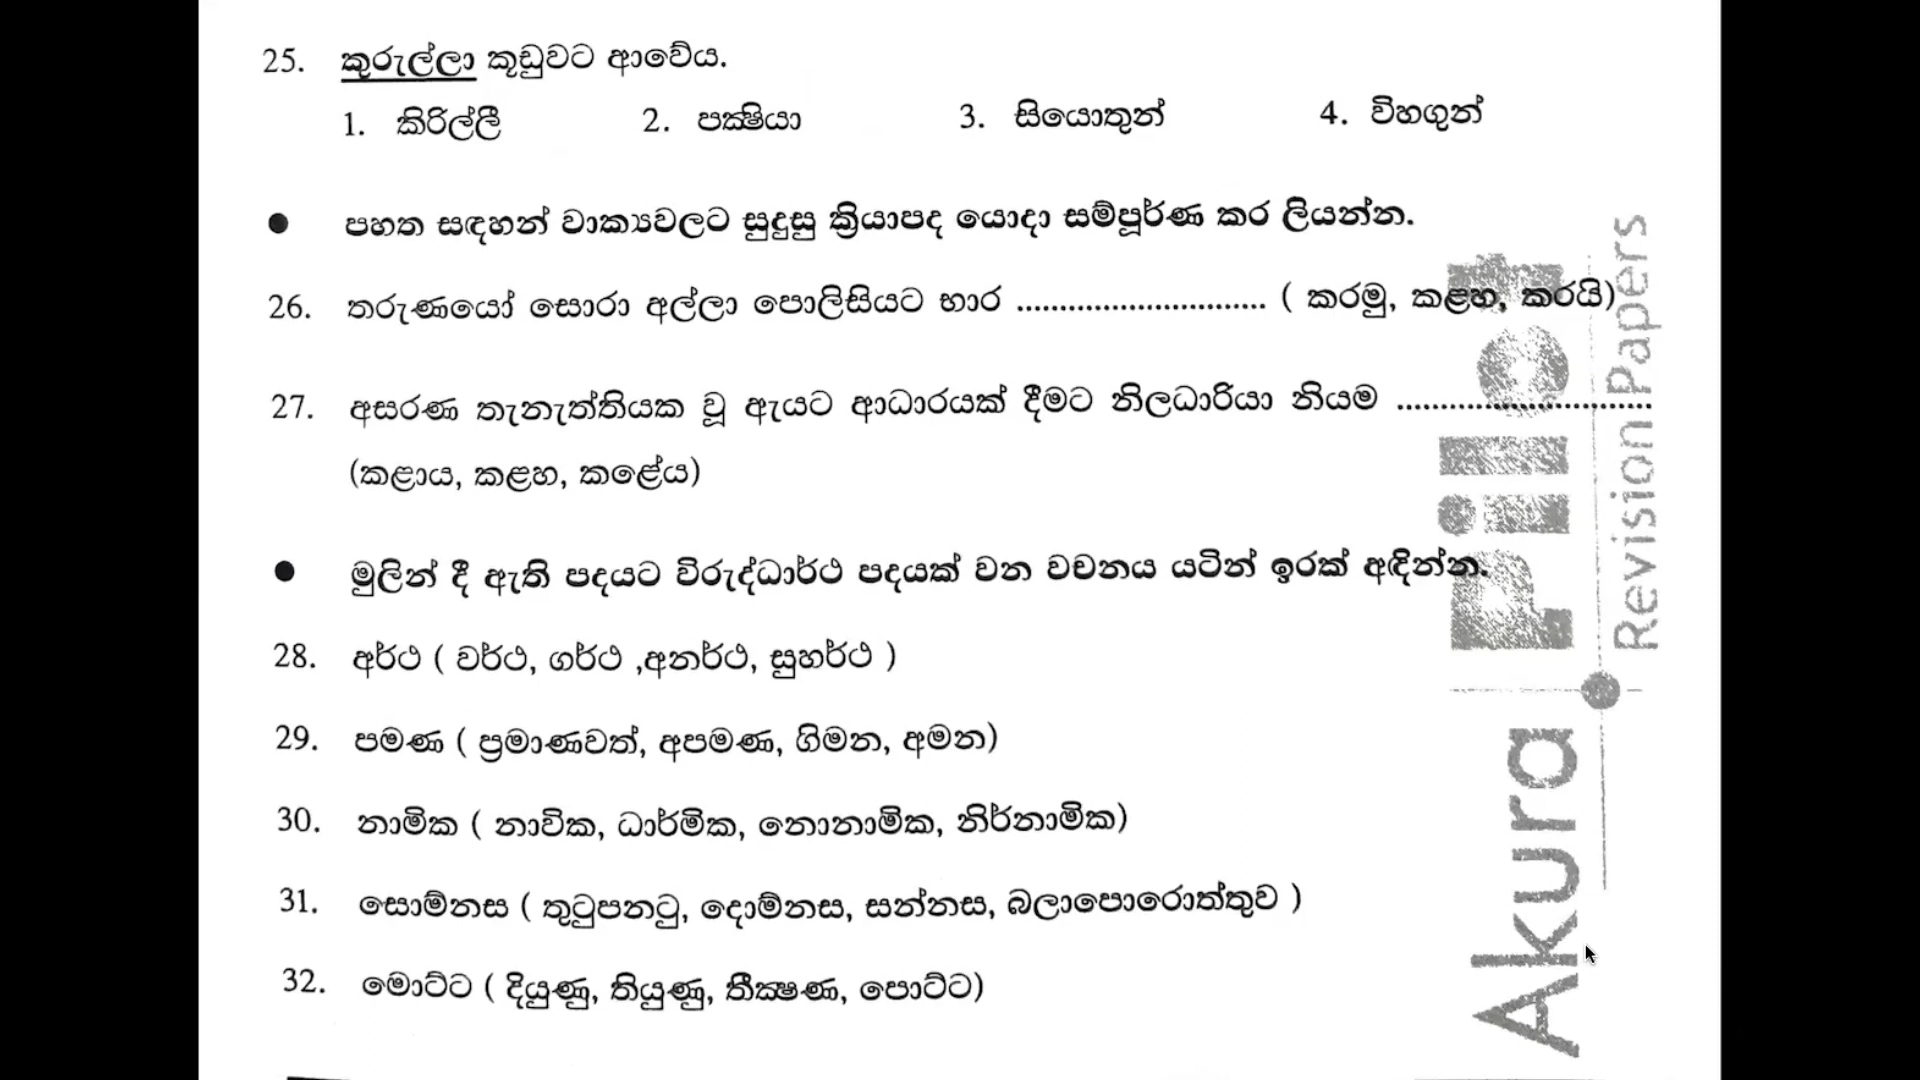 25. කුරුල්ලා කූඩුවට ආවේය.
1. කිරිල්ලී 2. පක්‍ෂියා 3. සියොතුන් 4. විහගුන්
● පහත සඳහන් වාක්‍යවලට සුදුසු ක්‍රියාපද යොදා සම්පූර්ණ කර ලියන්න.
26. තරුණයෝ සොරා අල්ලා පොලිසියට භාර ............................ ( කරමු, කළහ, කරයි)
27. අසරණ තැනැත්තියක වූ ඇයට ආධාරයක් දීමට නිලධාරියා නියම ............................
(කළාය, කළහ, කළේය)
● මුලින් දී ඇති පදයට විරුද්ධාර්ථ පදයක් වන වචනය යටින් ඉරක් අඳින්න.
28. අර්ථ ( වර්ථ, ගර්ථ ,අනර්ථ, සුහර්ථ )
29. පමණ ( ප්‍රමාණවත්, අපමණ, ගිමන, අමන)
30. නාමික ( නාවික, ධාර්මික, නොනාමික, නිර්නාමික)
31. සොම්නස ( තුටුපහටු, දොම්නස, සන්නස, බලාපොරොත්තුව )
32. මොට්ට ( දියුණු, තියුණු, තීක්‍ෂණ, පොට්ට)
Akura Pilot
Revision Papers